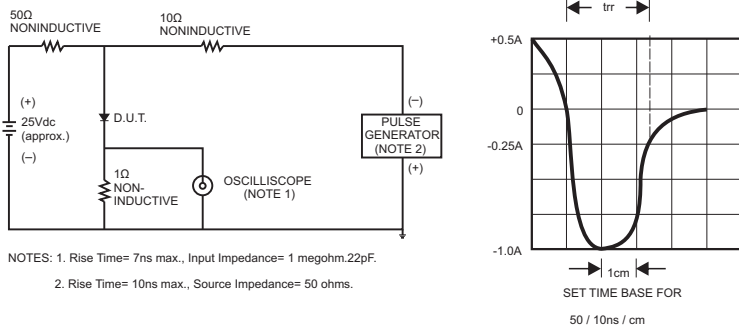 50Ω
NONINDUCTIVE
10Ω
NONINDUCTIVE
(+)
25Vdc
(approx.)
(–)
D.U.T.
1Ω
NON-
INDUCTIVE
OSCILLISCOPE
(NOTE 1)
(–)
PULSE
GENERATOR
(NOTE 2)
(+)
NOTES: 1. Rise Time= 7ns max., Input Impedance= 1 megohm.22pF.
2. Rise Time= 10ns max., Source Impedance= 50 ohms.
trr
+0.5A
0
-0.25A
-1.0A
1cm
SET TIME BASE FOR
50 / 10ns / cm